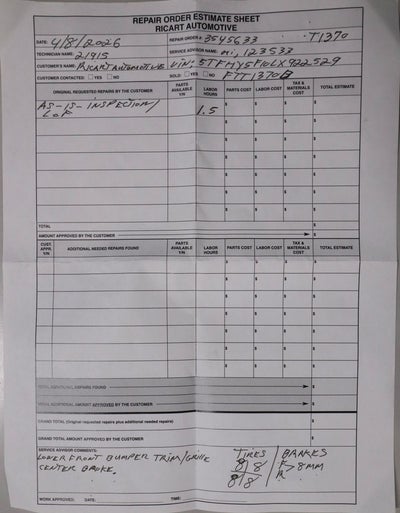 REPAIR ORDER ESTIMATE SHEET
RICART AUTOMOTIVE
DATE: 4/8/2026 REPAIR ORDER #: 3545633 T1370
TECHNICIAN NAME: 21915 SERVICE ADVISOR NAME: mi, 123533
CUSTOMER'S NAME: RICART AUTOMOTIVE VIN: 5TFMY5F10LX922529
CUSTOMER CONTACTED: YES NO SOLD: YES NO FTT1370B
ORIGINAL REQUESTED REPAIRS BY THE CUSTOMER PARTS AVAILABLE Y/N LABOR HOURS PARTS COST LABOR COST TAX & MATERIALS COST TOTAL ESTIMATE
AS-IS-INSPECTION/ $ $ $ $
LOF 1.5
$ $ $ $
$ $ $ $
$ $ $ $
$ $ $ $
$ $ $ $
$ $ $ $
TOTAL $
AMOUNT APPROVED BY THE CUSTOMER $
CUST. APPR. Y/N ADDITIONAL NEEDED REPAIRS FOUND PARTS AVAILABLE Y/N LABOR HOURS PARTS COST LABOR COST TAX & MATERIALS COST TOTAL ESTIMATE
$ $ $ $
$ $ $ $
$ $ $ $
$ $ $ $
$ $ $ $
$ $ $ $
TOTAL ADDITIONAL REPAIRS FOUND $
TOTAL ADDITIONAL AMOUNT APPROVED BY THE CUSTOMER $
GRAND TOTAL (Original requested repairs plus additional needed repairs) $
GRAND TOTAL AMOUNT APPROVED BY THE CUSTOMER $
SERVICE ADVISOR COMMENTS: TIRES BRAKES
LOWER FRONT BUMPER TRIM/GRILLE 8/8 F > 8MM
CENTER BROKE. 8/8 R
WORK APPROVED: DATE: TIME: